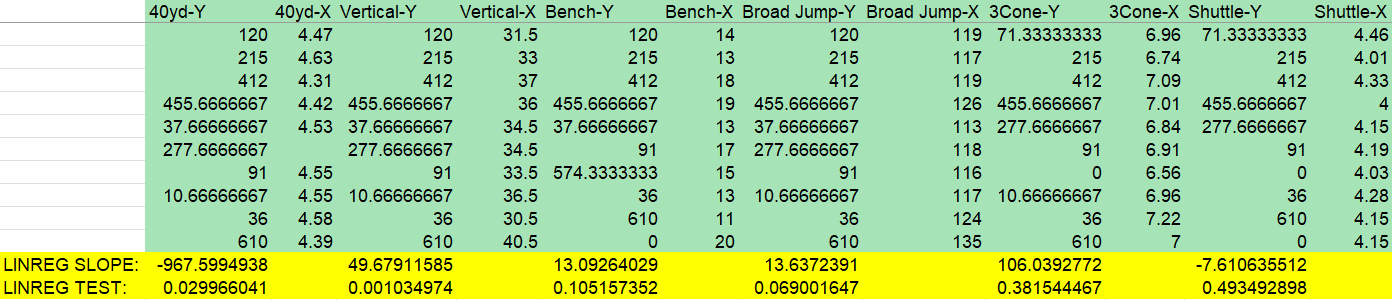 40yd-Y 40yd-X Vertical-Y Vertical-X Bench-Y Bench-X Broad Jump-Y Broad Jump-X 3Cone-Y 3Cone-X Shuttle-Y Shuttle-X
120 4.47 120 31.5 120 14 120 119 71.33333333 6.96 71.33333333 4.46
215 4.63 215 33 215 13 215 117 215 6.74 215 4.01
412 4.31 412 37 412 18 412 119 412 7.09 412 4.33
455.6666667 4.42 455.6666667 36 455.6666667 19 455.6666667 126 455.6666667 7.01 455.6666667 4
37.66666667 4.53 37.66666667 34.5 37.66666667 13 37.66666667 113 277.6666667 6.84 277.6666667 4.15
277.6666667 277.6666667 34.5 91 17 277.6666667 118 91 6.91 91 4.19
91 4.55 91 33.5 574.3333333 15 91 116 0 6.56 0 4.03
10.66666667 4.55 10.66666667 36.5 36 13 10.66666667 117 10.66666667 6.96 36 4.28
36 4.58 36 30.5 610 11 36 124 36 7.22 610 4.15
610 4.39 610 40.5 0 20 610 135 610 7 0 4.15
LINREG SLOPE: -967.5994938 49.67911585 13.09264029 13.6372391 106.0392772 -7.610635512
LINREG TEST: 0.029966041 0.001034974 0.105157352 0.069001647 0.381544467 0.493492898